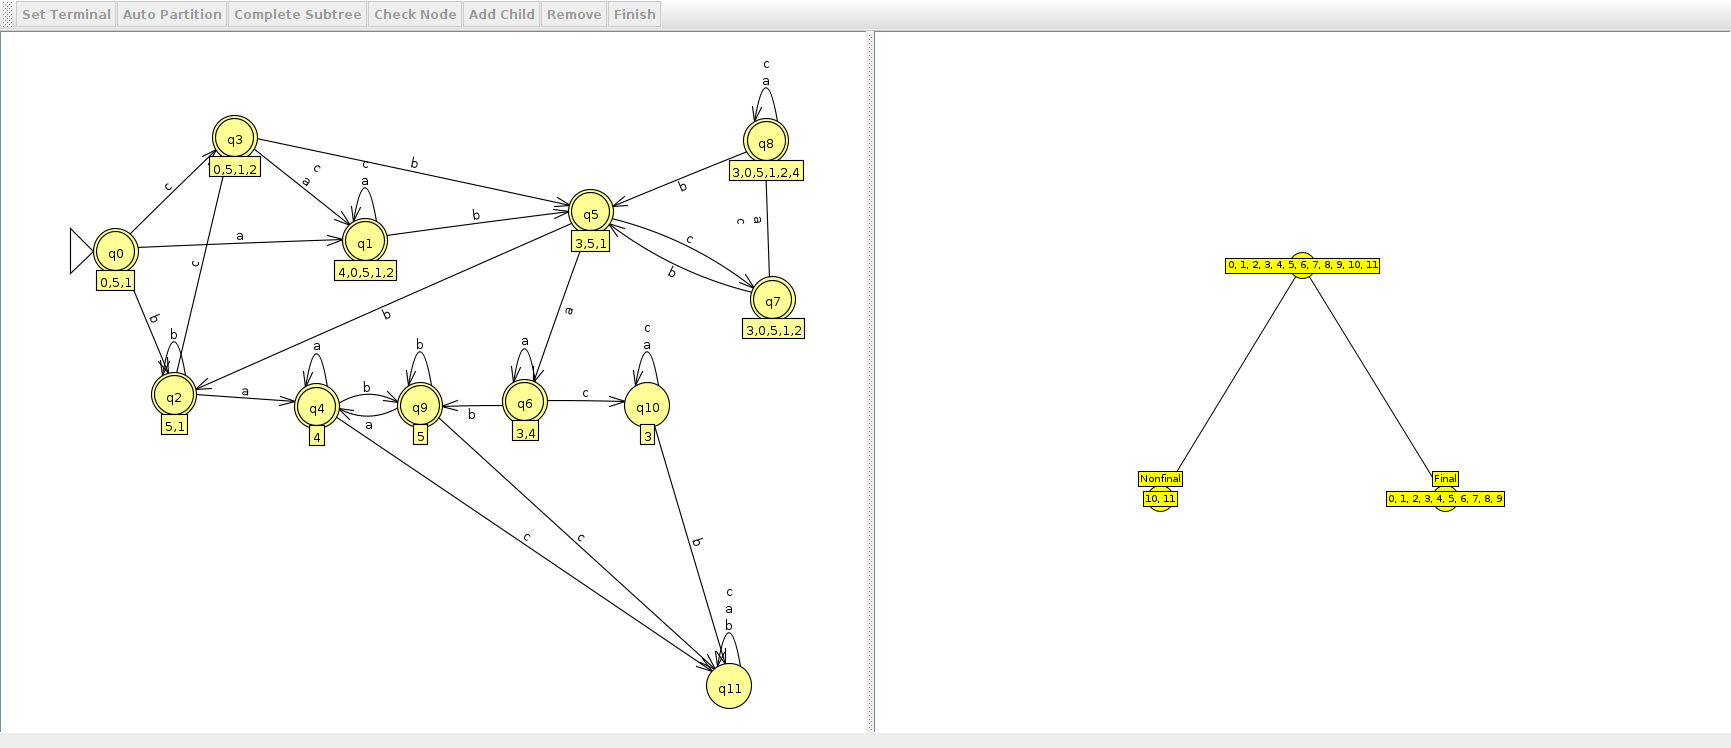 Set Terminal Auto Partition Complete Subtree Check Node Add Child Remove Finish
c
a
q8
3,0,5,1,2,4
q3
0,5,1,2
b
c
a
c
a
c
q1
4,0,5,1,2
b
q5
3,5,1
b
a
c
q0
0,5,1
a
c
b
c
b
q7
3,0,5,1,2
b
a
b
b
q2
5,1
a
a
q4
4
b
a
b
q9
5
b
a
q6
3,4
c
c
a
q10
3
c
c
b
c
a
b
q11
0, 1, 2, 3, 4, 5, 6, 7, 8, 9, 10, 11
Nonfinal
10, 11
Final
0, 1, 2, 3, 4, 5, 6, 7, 8, 9